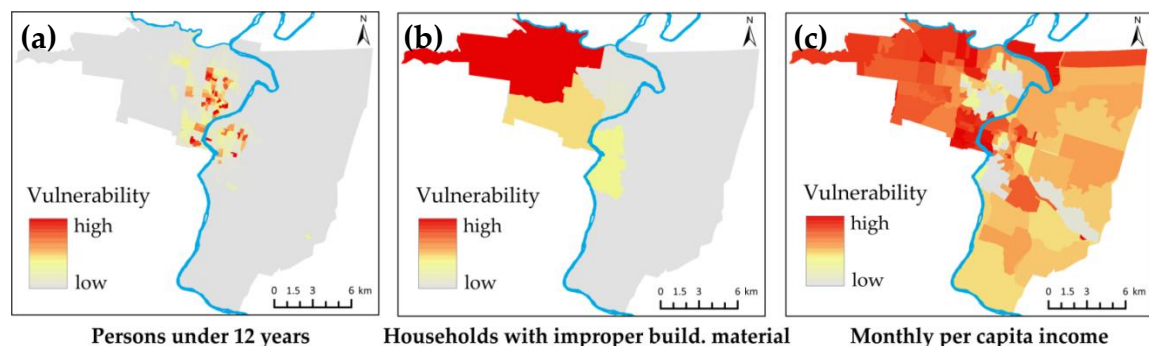 (a)
N
Vulnerability
high
low
0 1.5 3 6 km
Persons under 12 years
(b)
N
Vulnerability
high
low
0 1.5 3 6 km
Households with improper build. material
(c)
N
Vulnerability
high
low
0 1.5 3 6 km
Monthly per capita income